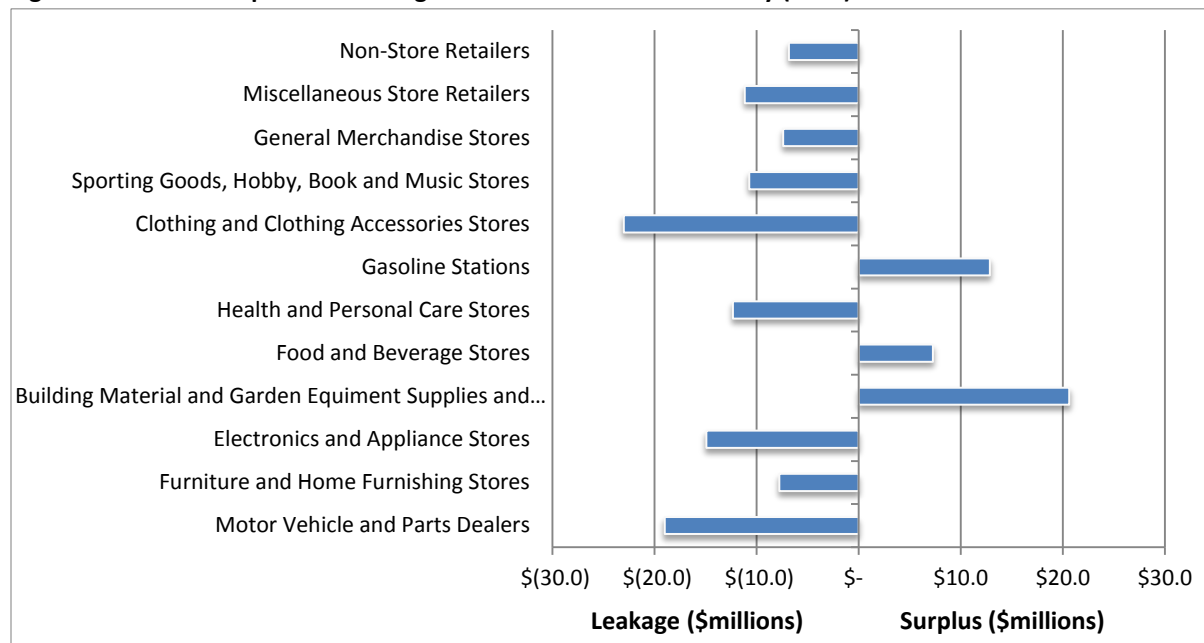 Non-Store Retailers
Miscellaneous Store Retailers
General Merchandise Stores
Sporting Goods, Hobby, Book and Music Stores
Clothing and Clothing Accessories Stores
Gasoline Stations
Health and Personal Care Stores
Food and Beverage Stores
Building Material and Garden Equiment Supplies and...
Electronics and Appliance Stores
Furniture and Home Furnishing Stores
Motor Vehicle and Parts Dealers
$(30.0) $(20.0) $(10.0) $- $10.0 $20.0 $30.0
Leakage ($millions) Surplus ($millions)